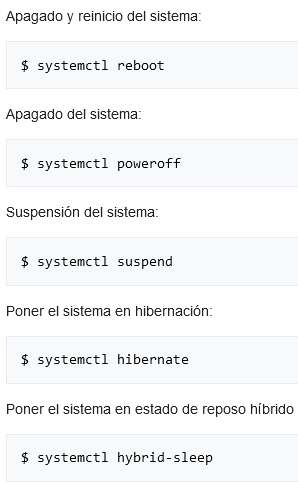 Apagado y reinicio del sistema:
$ systemctl reboot
Apagado del sistema:
$ systemctl poweroff
Suspensión del sistema:
$ systemctl suspend
Poner el sistema en hibernación:
$ systemctl hibernate
Poner el sistema en estado de reposo híbrido
$ systemctl hybrid-sleep